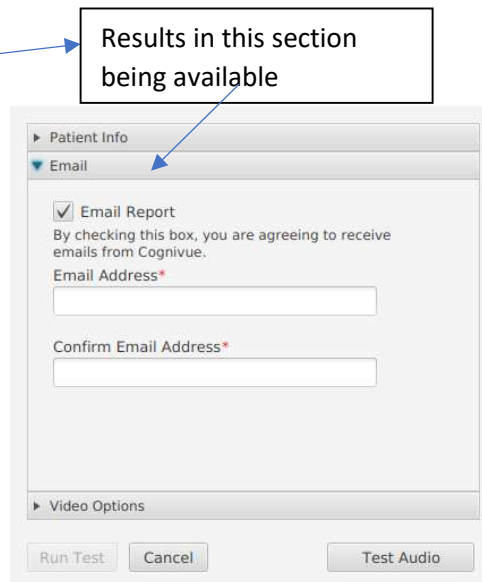 Results in this section
being available
Patient Info
Email
Email Report
By checking this box, you are agreeing to receive
emails from Cognivue.
Email Address*
Confirm Email Address*
Video Options
Run Test Cancel Test Audio